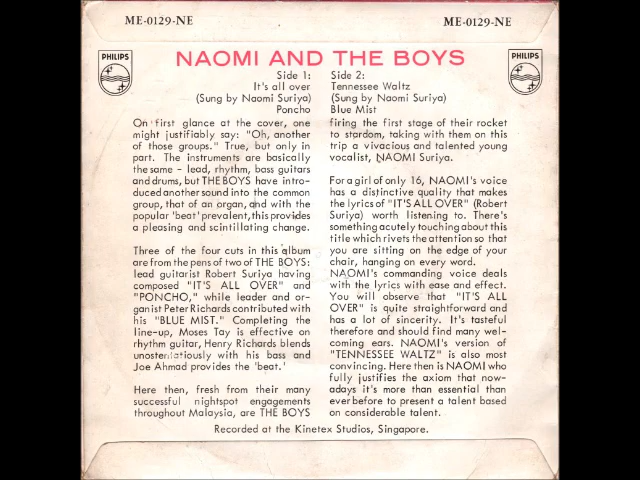 ME-0129-NE
ME-0129-NE
PHILIPS
PHILIPS
NAOMI AND THE BOYS
Side 1:
It's all over
(Sung by Naomi Suriya)
Poncho
On first glance at the cover, one
might justifiably say: "Oh, another
of those groups." True, but only in
part. The instruments are basically
the same - lead, rhythm, bass guitars
and drums, but THE BOYS have intro-
duced another sound into the common
group, that of an organ, and with the
popular 'beat' prevalent, this provides
a pleasing and scintillating change.
Three of the four cuts in this album
are from the pens of two of THE BOYS:
lead guitarist Robert Suriya having
composed "IT'S ALL OVER" and
"PONCHO," while leader and or-
ganist Peter Richards contributed with
his "BLUE MIST." Completing the
line-up, Moses Tay is effective on
rhythm guitar, Henry Richards blends
unostentatiously with his bass and
Joe Ahmad provides the 'beat.'
Here then, fresh from their many
successful nightspot engagements
throughout Malaysia, are THE BOYS
Side 2:
Tennessee Waltz
(Sung by Naomi Suriya)
Blue Mist
firing the first stage of their rocket
to stardom, taking with them on this
trip a vivacious and talented young
vocalist, NAOMI Suriya.
For a girl of only 16, NAOMI's voice
has a distinctive quality that makes
the lyrics of "IT'S ALL OVER" (Robert
Suriya) worth listening to. There's
something acutely touching about this
title which rivets the attention so that
you are sitting on the edge of your
chair, hanging on every word.
NAOMI's commanding voice deals
with the lyrics with ease and effect.
You will observe that "IT'S ALL
OVER" is quite straightforward and
has a lot of sincerity. It's tasteful
therefore and should find many wel-
coming ears. NAOMI's version of
"TENNESSEE WALTZ" is also most
convincing. Here then is NAOMI who
fully justifies the axiom that now-
adays it's more than essential than
ever before to present a talent based
on considerable talent.
Recorded at the Kinetex Studios, Singapore.